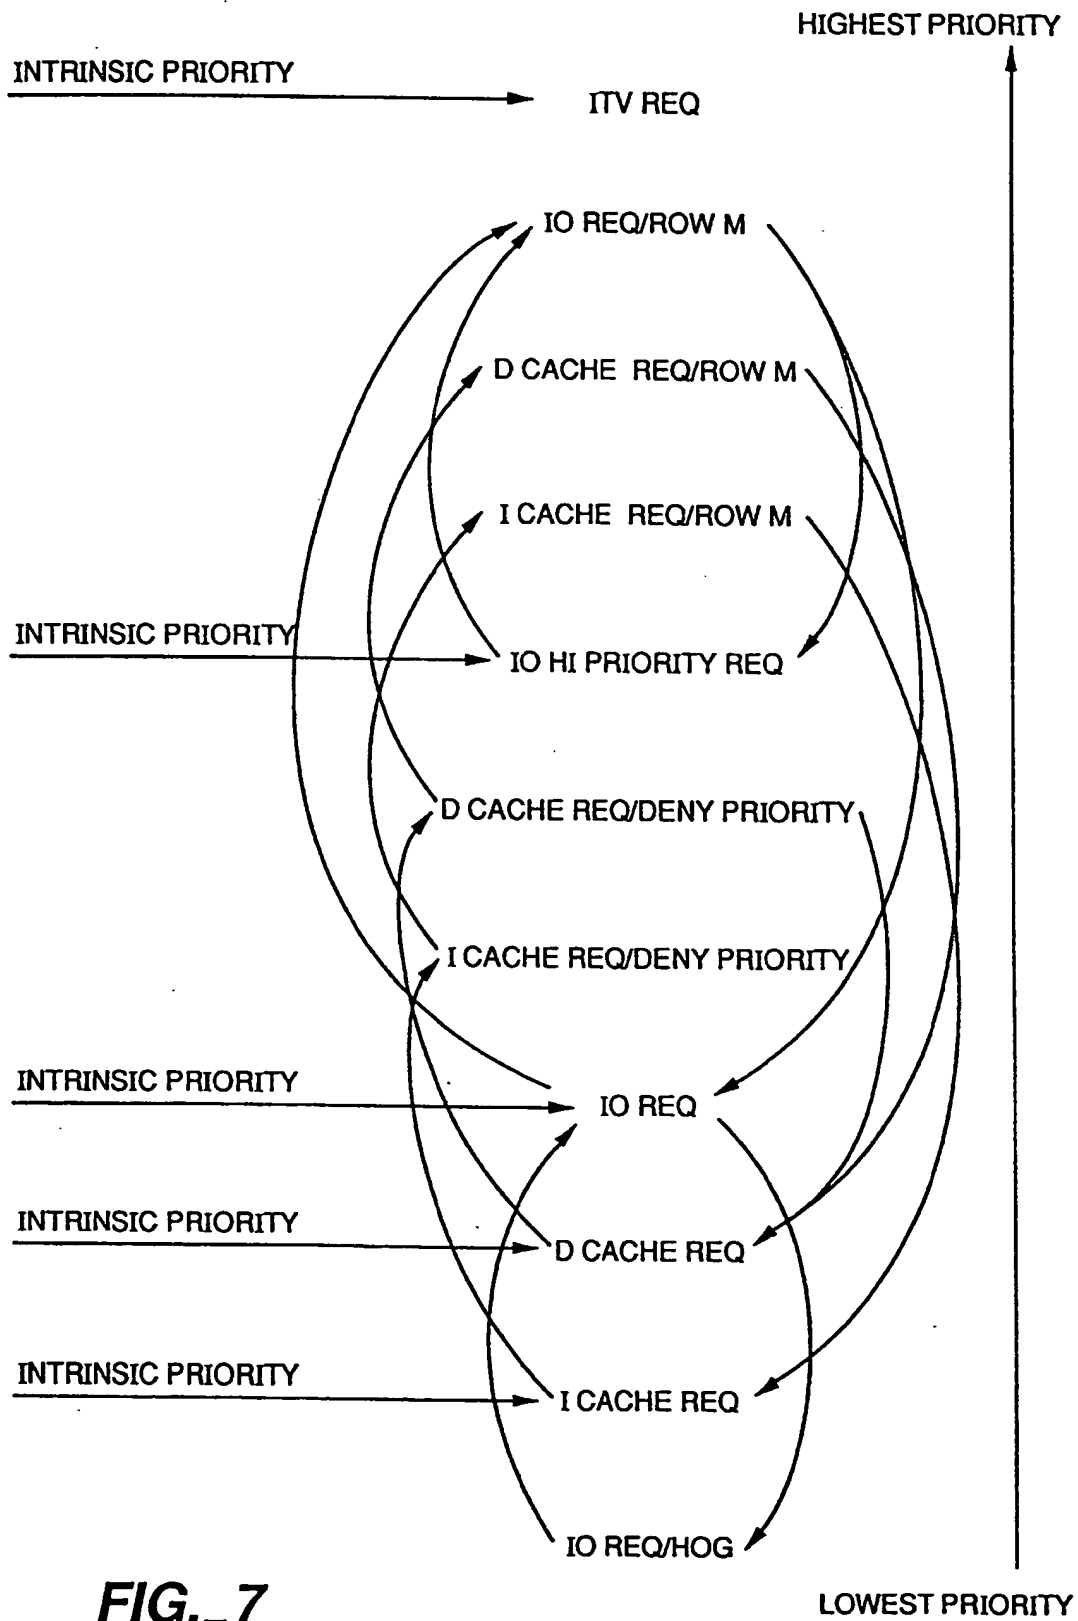 HIGHEST PRIORITY
INTRINSIC PRIORITY
ITV REQ
IO REQ/ROW M
D CACHE REQ/ROW M
I CACHE REQ/ROW M
INTRINSIC PRIORITY
IO HI PRIORITY REQ
D CACHE REQ/DENY PRIORITY
I CACHE REQ/DENY PRIORITY
INTRINSIC PRIORITY
IO REQ
INTRINSIC PRIORITY
D CACHE REQ
INTRINSIC PRIORITY
I CACHE REQ
IO REQ/HOG
FIG._7
LOWEST PRIORITY